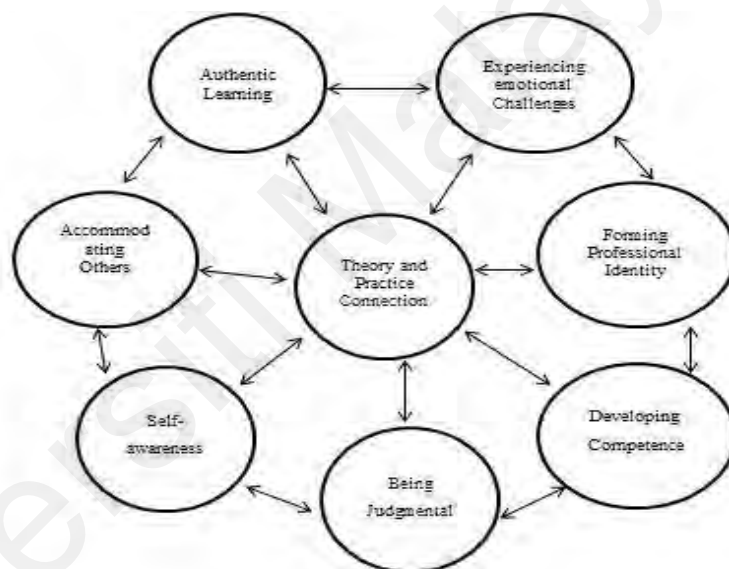 Authentic
Learning
Experiencing
emotional
Challenges
Accommod
ating
Others
Theory and
Practice
Connection
Forming
Professional
Identity
Self-
awareness
Being
Judgmental
Developing
Competence